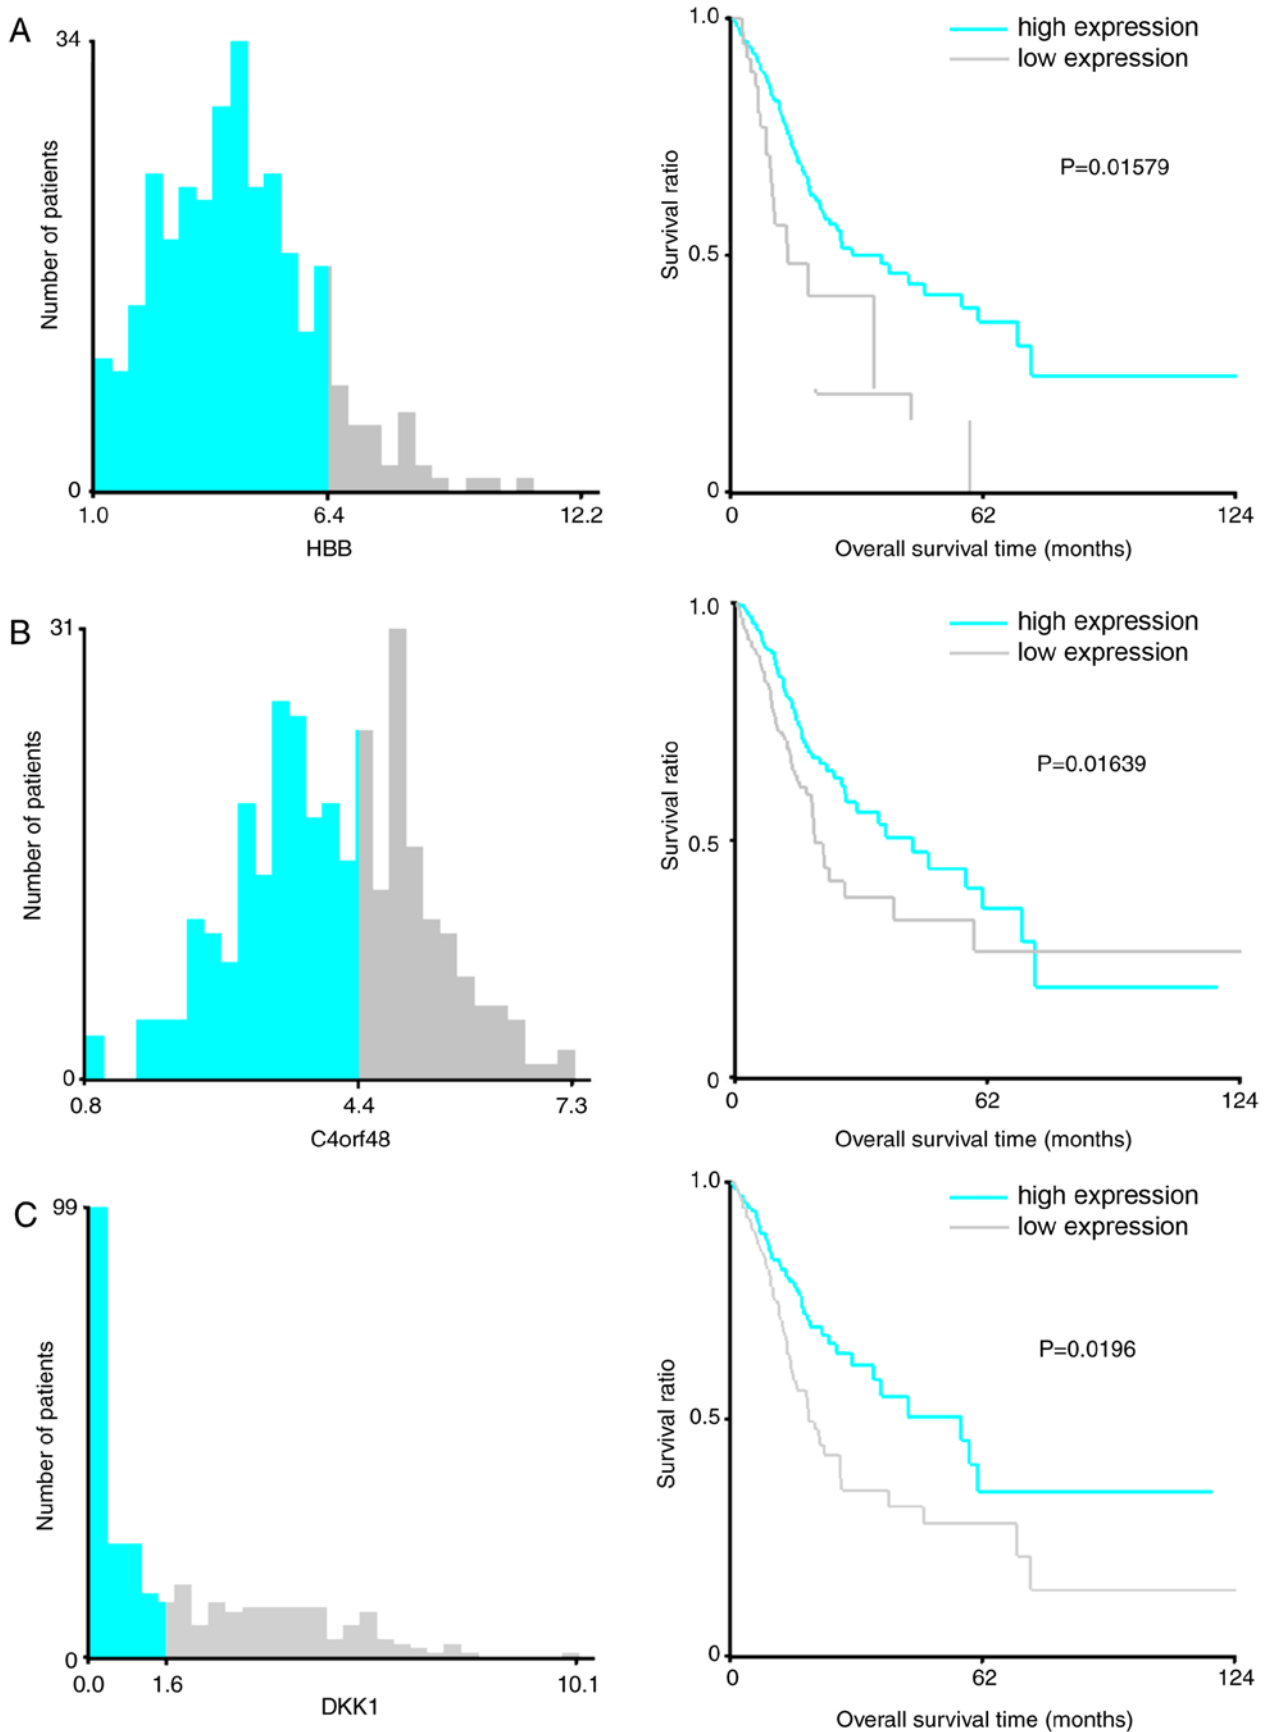 A
34
Number of patients
0
1.0 6.4 12.2
HBB
1.0
high expression
low expression
P=0.01579
Survival ratio
0.5
0
0 62 124
Overall survival time (months)
B
31
Number of patients
0
0.8 4.4 7.3
C4orf48
1.0
high expression
low expression
P=0.01639
Survival ratio
0.5
0
0 62 124
Overall survival time (months)
C
99
Number of patients
0
0.0 1.6 10.1
DKK1
1.0
high expression
low expression
P=0.0196
Survival ratio
0.5
0
0 62 124
Overall survival time (months)